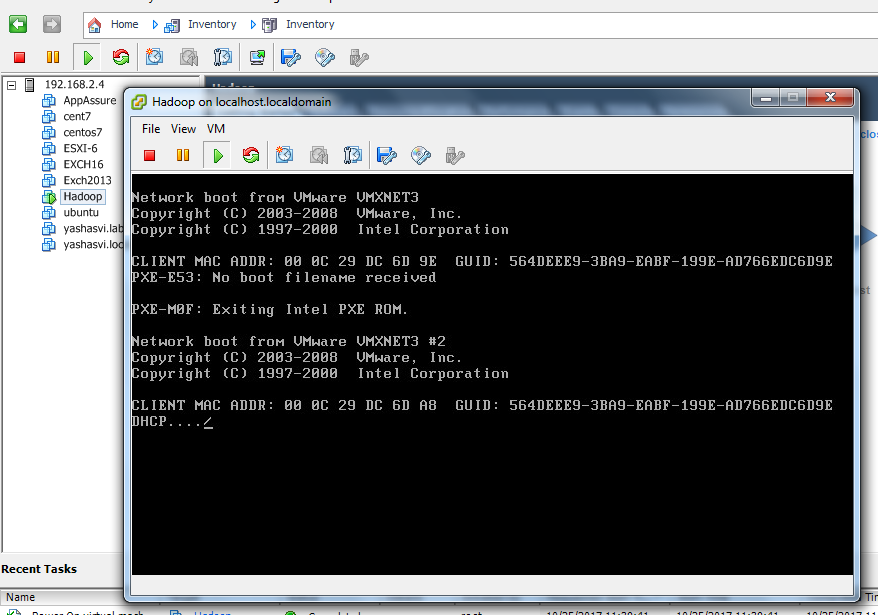 Home Inventory Inventory
192.168.2.4
AppAssure
cent7
centos7
ESXI-6
EXCH16
Exch2013
Hadoop
ubuntu
yashasvi.lab
yashasvi.loc
Hadoop on localhost.localdomain
File View VM
Network boot from VMware VMXNET3
Copyright (C) 2003-2008 VMware, Inc.
Copyright (C) 1997-2000 Intel Corporation
CLIENT MAC ADDR: 00 0C 29 DC 6D 9E GUID: 564DEEE9-3BA9-EABF-199E-AD766EDC6D9E
PXE-E53: No boot filename received
PXE-M0F: Exiting Intel PXE ROM.
Network boot from VMware VMXNET3 #2
Copyright (C) 2003-2008 VMware, Inc.
Copyright (C) 1997-2000 Intel Corporation
CLIENT MAC ADDR: 00 0C 29 DC 6D A8 GUID: 564DEEE9-3BA9-EABF-199E-AD766EDC6D9E
DHCP..../
Recent Tasks
Name